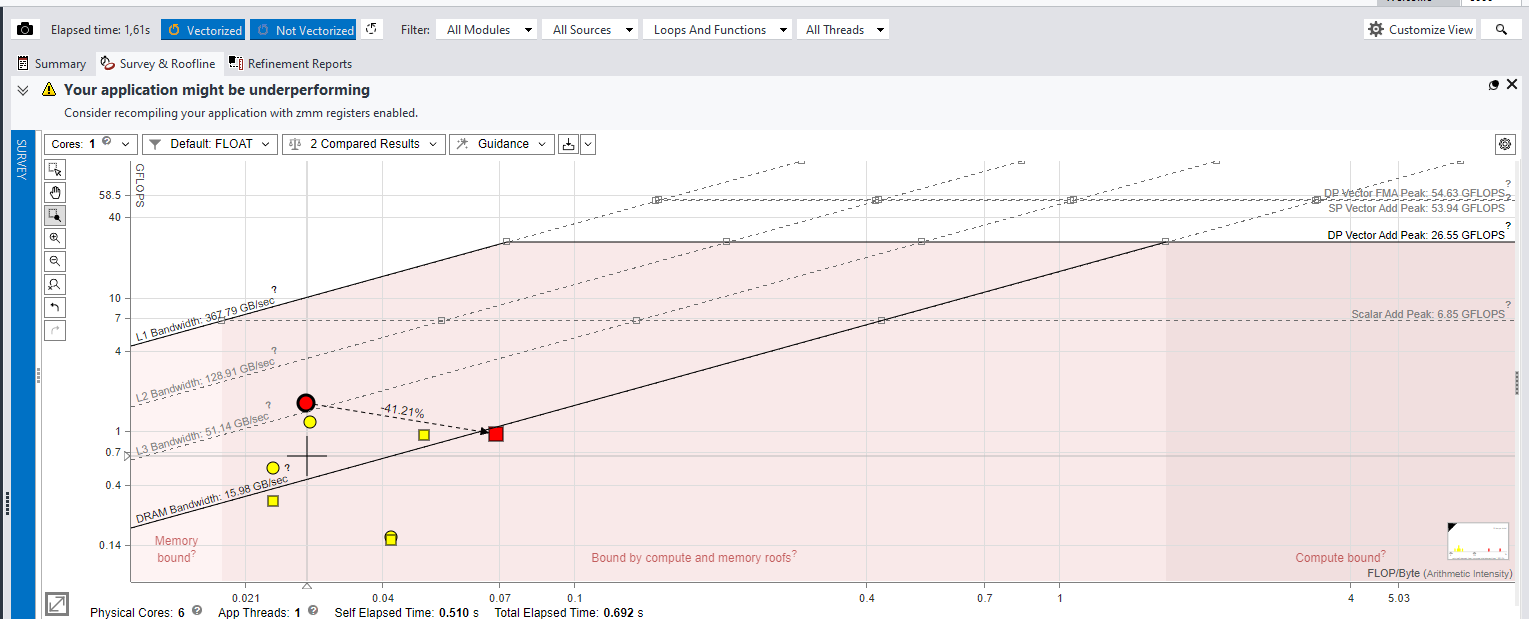 Elapsed time: 1,61s Vectorized Not Vectorized Filter: All Modules All Sources Loops And Functions All Threads Customize View
Summary Survey & Roofline Refinement Reports
Your application might be underperforming
Consider recompiling your application with zmm registers enabled.
SURVEY
Cores: 1 ? Default: FLOAT 2 Compared Results Guidance
GFLOPS
58.5
40
10
7
4
1
0.7
0.4
0.14
DP Vector FMA Peak: 54.63 GFLOPS ?
SP Vector Add Peak: 53.94 GFLOPS ?
DP Vector Add Peak: 26.55 GFLOPS ?
Scalar Add Peak: 6.85 GFLOPS ?
L1 Bandwidth: 367.79 GB/sec ?
L2 Bandwidth: 128.91 GB/sec ?
L3 Bandwidth: 51.14 GB/sec ?
DRAM Bandwidth: 15.98 GB/sec ?
-41.21%
Memory
bound?
Bound by compute and memory roofs?
Compute bound?
FLOP/Byte (Arithmetic Intensity)
0.021 0.04 0.07 0.1 0.4 0.7 1 4 5.03
Physical Cores: 6 ? App Threads: 1 ? Self Elapsed Time: 0.510 s Total Elapsed Time: 0.692 s